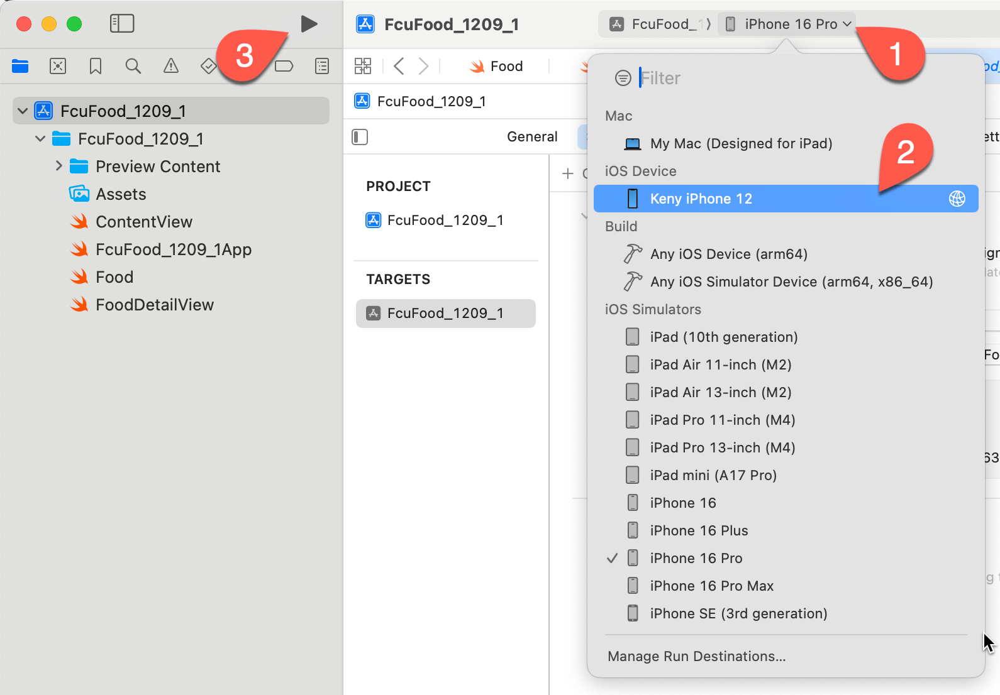 FcuFood_1209_1
FcuFood_1
iPhone 16 Pro
3
1
Food
Filter
FcuFood_1209_1
FcuFood_1209_1
Preview Content
Assets
ContentView
FcuFood_1209_1App
Food
FoodDetailView
FcuFood_1209_1
General
PROJECT
FcuFood_1209_1
TARGETS
FcuFood_1209_1
Mac
My Mac (Designed for iPad)
2
iOS Device
Keny iPhone 12
Build
Any iOS Device (arm64)
Any iOS Simulator Device (arm64, x86_64)
iOS Simulators
iPad (10th generation)
iPad Air 11-inch (M2)
iPad Air 13-inch (M2)
iPad Pro 11-inch (M4)
iPad Pro 13-inch (M4)
iPad mini (A17 Pro)
iPhone 16
iPhone 16 Plus
iPhone 16 Pro
iPhone 16 Pro Max
iPhone SE (3rd generation)
Manage Run Destinations...